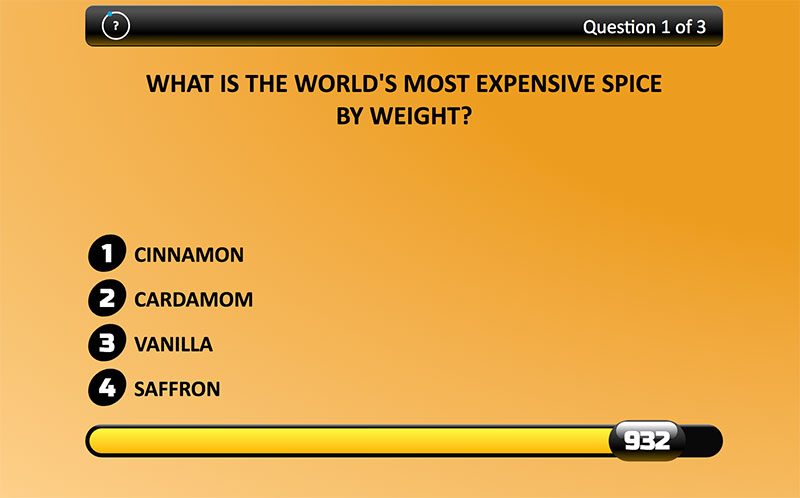 ?
Question 1 of 3
WHAT IS THE WORLD'S MOST EXPENSIVE SPICE
BY WEIGHT?
1 CINNAMON
2 CARDAMOM
3 VANILLA
4 SAFFRON
932